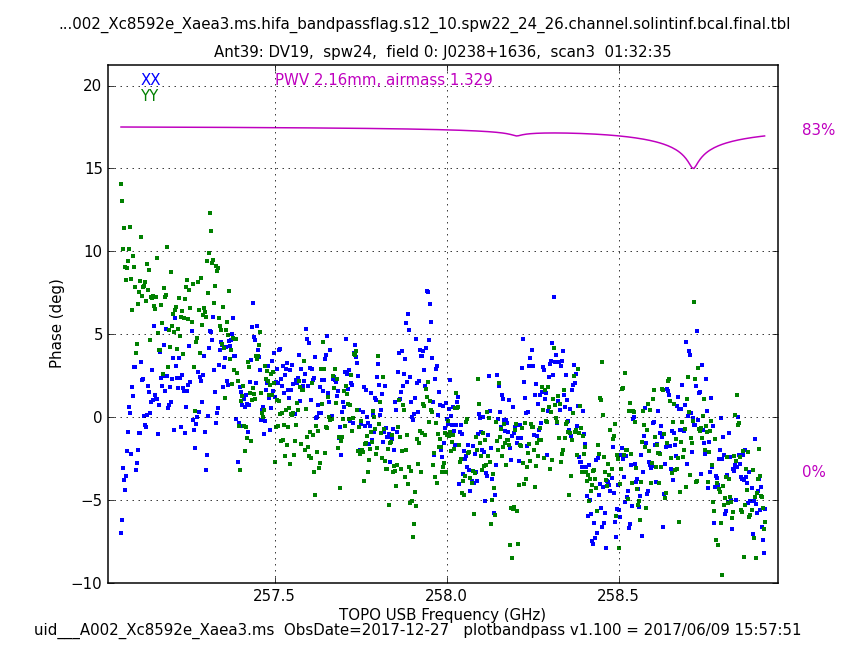 ...002_Xc8592e_Xaea3.ms.hifa_bandpassflag.s12_10.spw22_24_26.channel.solintinf.bcal.final.tbl
Ant39: DV19,  spw24,  field 0: J0238+1636,  scan3  01:32:35
XX
PWV 2.16mm, airmass 1.329
YY
20
15
10
5
0
−5
−10
83%
0%
Phase (deg)
257.5
258.0
258.5
TOPO USB Frequency (GHz)
uid___A002_Xc8592e_Xaea3.ms  ObsDate=2017-12-27   plotbandpass v1.100 = 2017/06/09 15:57:51